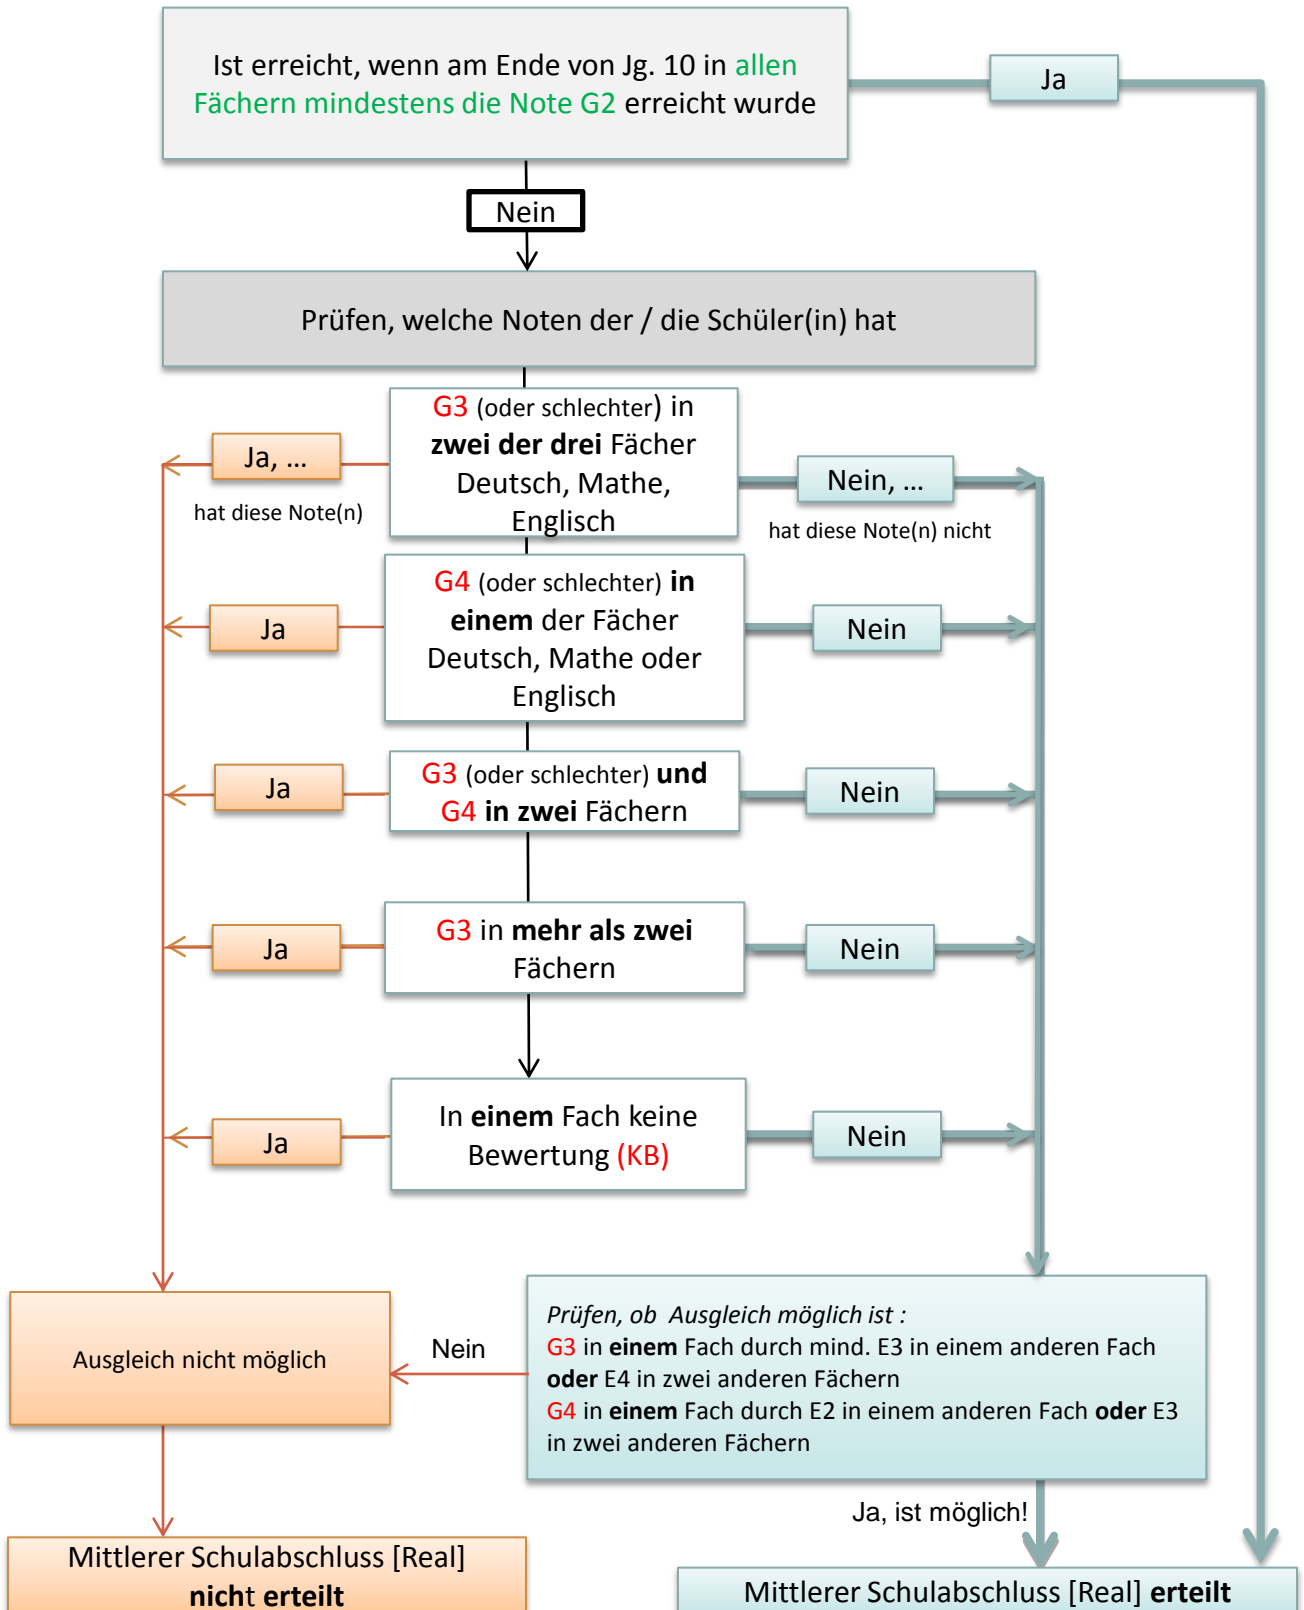 Ist erreicht, wenn am Ende von Jg. 10 in allen
Fächern mindestens die Note G2 erreicht wurde
Ja
Nein
Prüfen, welche Noten der / die Schüler(in) hat
G3 (oder schlechter) in
zwei der drei Fächer
Deutsch, Mathe,
Englisch
Ja, ...
hat diese Note(n)
Nein, ...
hat diese Note(n) nicht
G4 (oder schlechter) in
einem der Fächer
Deutsch, Mathe oder
Englisch
Ja
Nein
G3 (oder schlechter) und
G4 in zwei Fächern
Ja
Nein
G3 in mehr als zwei
Fächern
Ja
Nein
In einem Fach keine
Bewertung (KB)
Ja
Nein
Ausgleich nicht möglich
Nein
Prüfen, ob Ausgleich möglich ist :
G3 in einem Fach durch mind. E3 in einem anderen Fach
oder E4 in zwei anderen Fächern
G4 in einem Fach durch E2 in einem anderen Fach oder E3
in zwei anderen Fächern
Ja, ist möglich!
Mittlerer Schulabschluss [Real]
nicht erteilt
Mittlerer Schulabschluss [Real] erteilt